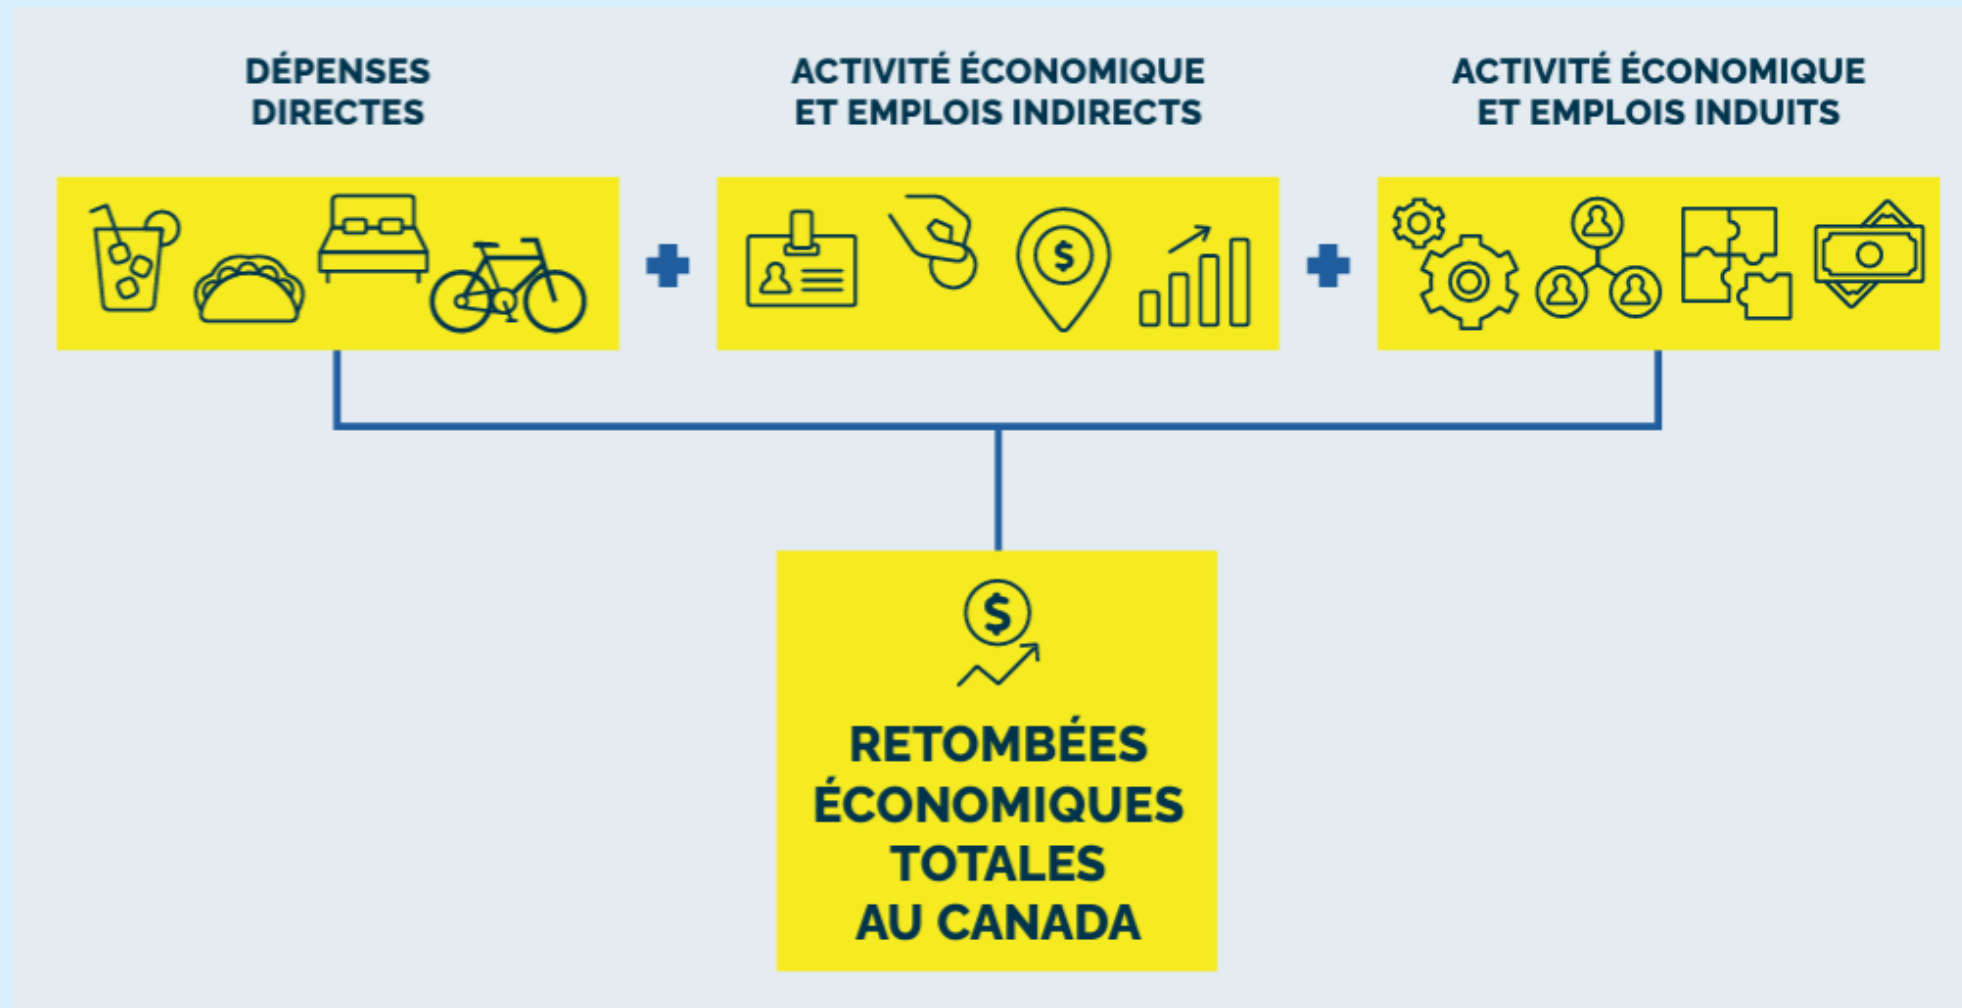 DÉPENSES
DIRECTES
ACTIVITÉ ÉCONOMIQUE
ET EMPLOIS INDIRECTS
ACTIVITÉ ÉCONOMIQUE
ET EMPLOIS INDUITS
$
$
RETOMBÉES
ÉCONOMIQUES
TOTALES
AU CANADA